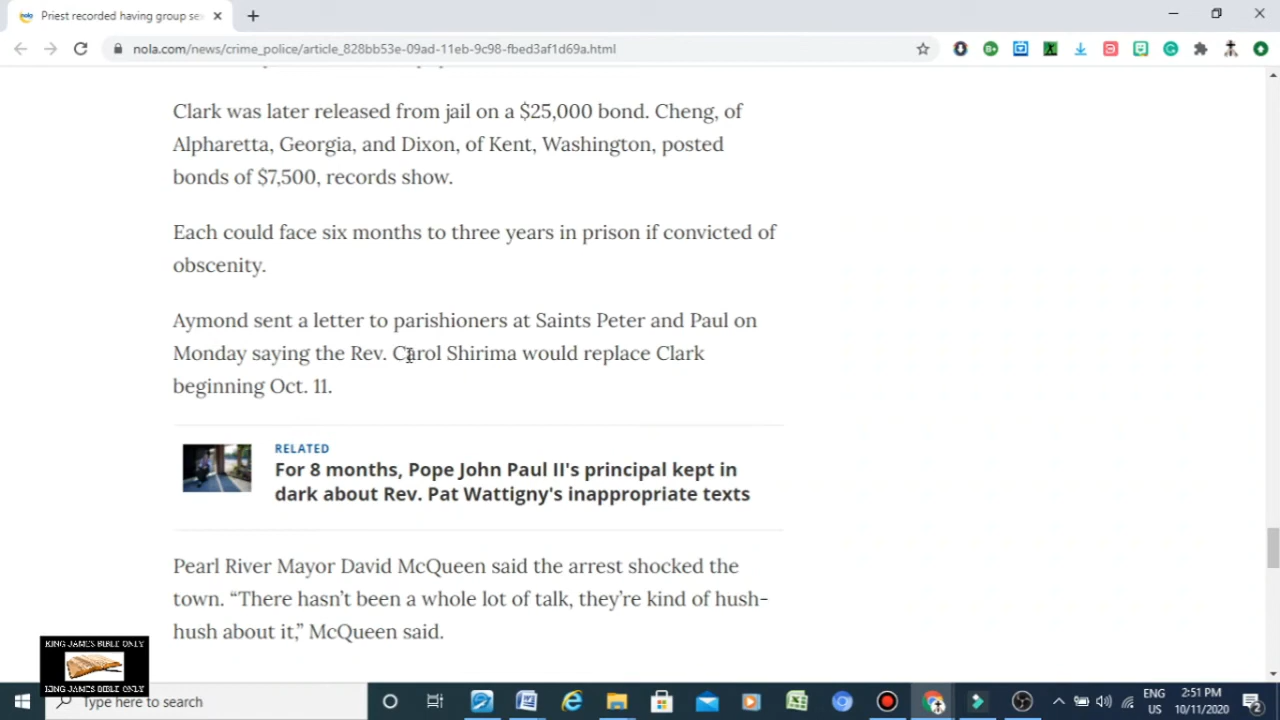 Priest recorded having group se
nola.com/news/crime_police/article_828bb53e-09ad-11eb-9c98-fbed3af1d69a.html
Clark was later released from jail on a $25,000 bond. Cheng, of
Alpharetta, Georgia, and Dixon, of Kent, Washington, posted
bonds of $7,500, records show.
Each could face six months to three years in prison if convicted of
obscenity.
Aymond sent a letter to parishioners at Saints Peter and Paul on
Monday saying the Rev. Carol Shirima would replace Clark
beginning Oct. 11.
RELATED
For 8 months, Pope John Paul II's principal kept in
dark about Rev. Pat Wattigny's inappropriate texts
Pearl River Mayor David McQueen said the arrest shocked the
town. “There hasn’t been a whole lot of talk, they’re kind of hush-
hush about it,” McQueen said.
KING JAMES BIBLE ONLY
KING JAMES BIBLE ONLY
Type here to search
ENG
US
2:51 PM
10/11/2020
2